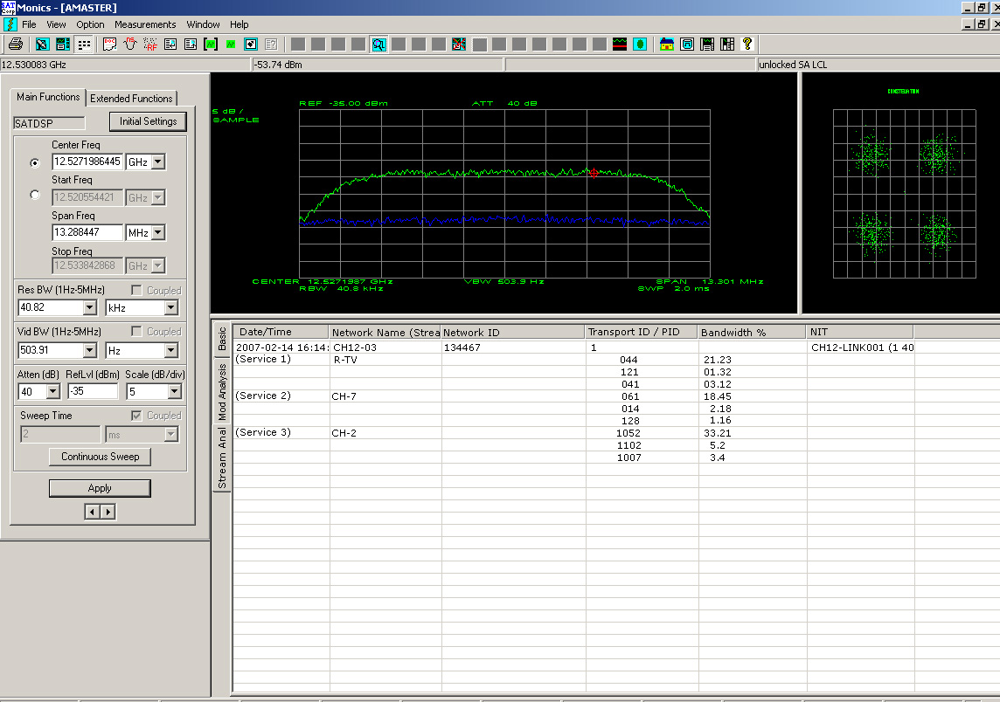 SAT Corp Monics - [AMASTER]
File View Option Measurements Window Help
12.530083 GHz -53.74 dBm unlocked SA LCL
Main Functions Extended Functions
SATDSP Initial Settings
Center Freq
12.5271986445 GHz
Start Freq
12.520554421 GHz
Span Freq
13.288447 MHz
Stop Freq
12.533842868 GHz
Res BW (1Hz-5MHz) Coupled
40.82 kHz
Vid BW (1Hz-5MHz) Coupled
503.91 Hz
Atten (dB) RefLvl (dBm) Scale (dB/div)
40 -35 5
Sweep Time Coupled
2 ms
Continuous Sweep
Apply
REF -35.00 dBm ATT 40 dB
5 dB /
SAMPLE
CENTER 12.5271987 GHz VBW 503.9 Hz SPAN 13.301 MHz
RBW 40.8 kHz SWP 2.0 ms
CONSTELLATION
Basic
Mod Analysis
Stream Anal
Date/Time Network Name (Strea Network ID Transport ID / PID Bandwidth % NIT
2007-02-14 16:14: CH12-03 134467 1 CH12-LINK001 (1 40
(Service 1) R-TV 044 21.23
121 01.32
041 03.12
(Service 2) CH-7 061 18.45
014 2.18
128 1.16
(Service 3) CH-2 1052 33.21
1102 5.2
1007 3.4